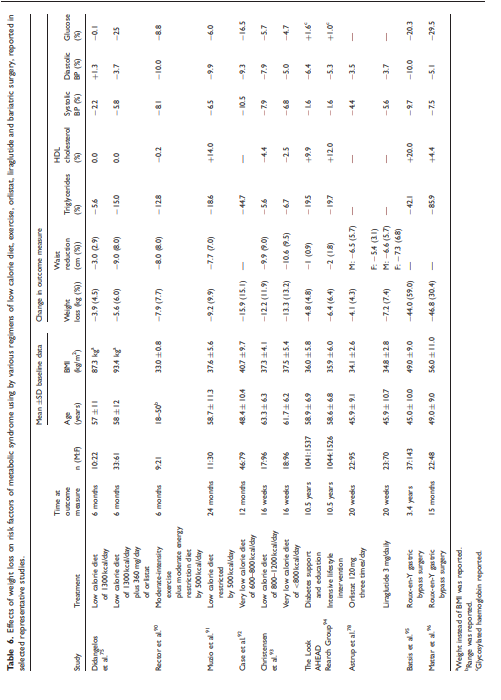 Table 6. Effects of weight loss on risk factors of metabolic syndrome using by various regimens of low calorie diet, exercise, orlistat, liraglutide and bariatric surgery, reported in
selected representative studies.
Mean ±SD baseline data Change in outcome measure
Study Treatment Time at outcome measure n (M:F) Age (years) BMI (kg/m²) Weight loss (kg (%)) Waist reduction (cm (%)) Triglycerides (%) HDL cholesterol (%) Systolic BP (%) Diastolic BP (%) Glucose (%)
Didangelos et al.⁷⁵ Low calorie diet of 1300kcal/day 6 months 10:22 57±11 87.3 kgᵃ −3.9 (4.5) −3.0 (2.9) −5.6 0.0 −2.2 +1.3 −0.1
Low calorie diet of 1300kcal/day plus 360 mg/day of orlistat 6 months 33:61 58±12 93.4 kgᵃ −5.6 (6.0) −9.0 (8.0) −15.0 0.0 −5.8 −3.7 −25
Rector et al.⁹⁰ Moderate-intensity exercise plus moderate energy restriction diet by 500kcal/day 6 months 9:21 18–50ᵇ 33.0±0.8 −7.9 (7.7) −8.0 (8.0) −12.8 −0.2 −8.1 −10.0 −8.8
Muzio et al.⁹¹ Low calorie diet restricted by 500kcal/day 24 months 11:30 58.7±11.3 37.6±5.6 −9.2 (9.9) −7.7 (7.0) −18.6 +14.0 −6.5 −9.9 −6.0
Case et al.⁹² Very low calorie diet of 600–800kcal/day 12 months 46:79 48.4±10.4 40.7±9.7 −15.9 (15.1) — −44.7 — −10.5 −9.3 −16.5
Christensen et al.⁹³ Low calorie diet of 800–1200kcal/day 16 weeks 17:96 63.3±6.3 37.3±4.1 −12.2 (11.9) −9.9 (9.0) −5.6 −4.4 −7.9 −7.9 −5.7
Very low calorie diet of <800kcal/day 16 weeks 18:96 61.7±6.2 37.5±5.4 −13.3 (13.2) −10.6 (9.5) −6.7 −2.5 −6.8 −5.0 −4.7
The Look AHEAD Rearch Group⁹⁴ Diabetes support and education 10.5 years 1041:1537 58.9±6.9 36.0±5.8 −4.8 (4.8) −1 (0.9) −19.5 +9.9 −1.6 −6.4 +1.6ᶜ
Intensive lifestyle intervention 10.5 years 1044:1526 58.6±6.8 35.9±6.0 −6.4 (6.4) −2 (1.8) −19.7 +12.0 −1.6 −5.3 +1.0ᶜ
Astrup et al.⁷⁸ Orlistat 120mg three times/day 20 weeks 22:95 45.9±9.1 34.1±2.6 −4.1 (4.3) M: −6.5 (5.7) F: −5.4 (3.1) — — −4.4 −3.5 —
Liraglutide 3 mg/daily 20 weeks 23:70 45.9±10.7 34.8±2.8 −7.2 (7.4) M: −6.6 (5.7) F: −7.3 (6.8) — — −5.6 −3.7 —
Batsis et al.⁹⁵ Roux-en-Y gastric bypass surgery 3.4 years 37:143 45.0±10.0 49.0±9.0 −44.0 (59.0) — −42.1 +20.0 −9.7 −10.0 −20.3
Mattar et al.⁹⁶ Roux-en-Y gastric bypass surgery 15 months 22:48 49.0±9.0 56.0±11.0 −46.8 (30.4) — −85.9 +4.4 −7.5 −5.1 −29.5
ᵃWeight instead of BMI was reported.
ᵇRange was reported.
ᶜGlycosylated haemoglobin reported.